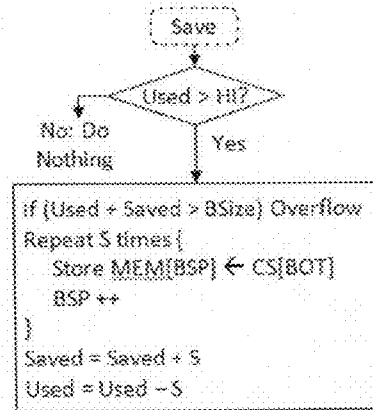 Save
Used > HI?
No: Do
Nothing
Yes
if (Used + Saved > BSize) Overflow
Repeat S times {
Store MEM[BSP] ← CS[BOT]
BSP ++
}
Saved = Saved + S
Used = Used – S